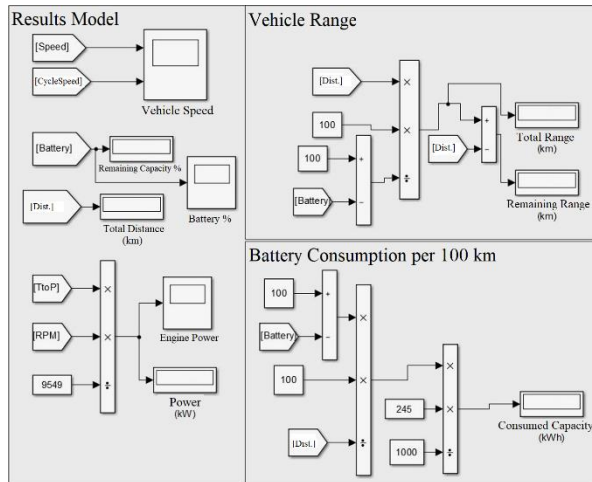 Results Model
[Speed]
[CycleSpeed]
Vehicle Speed
[Battery]
Remaining Capacity %
Battery %
[Dist.]
Total Distance
(km)
[TtoP]
[RPM]
9549
×
×
÷
Engine Power
Power
(kW)
Vehicle Range
[Dist.]
100
100
[Battery]
+
−
×
×
÷
[Dist.]
+
−
Total Range
(km)
Remaining Range
(km)
Battery Consumption per 100 km
100
[Battery]
+
−
100
[Dist.]
×
×
÷
245
1000
×
×
÷
Consumed Capacity
(kWh)